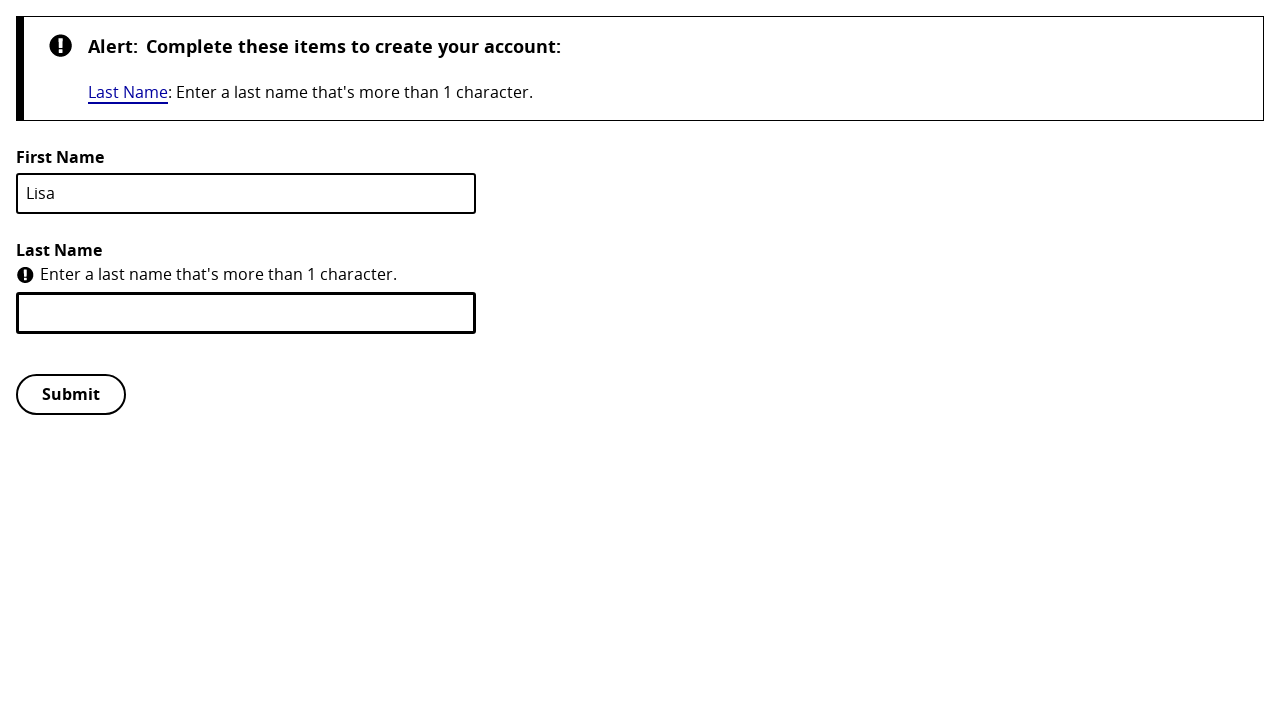 Alert: Complete these items to create your account:
Last Name: Enter a last name that's more than 1 character.
First Name
Lisa
Last Name
Enter a last name that's more than 1 character.
Submit